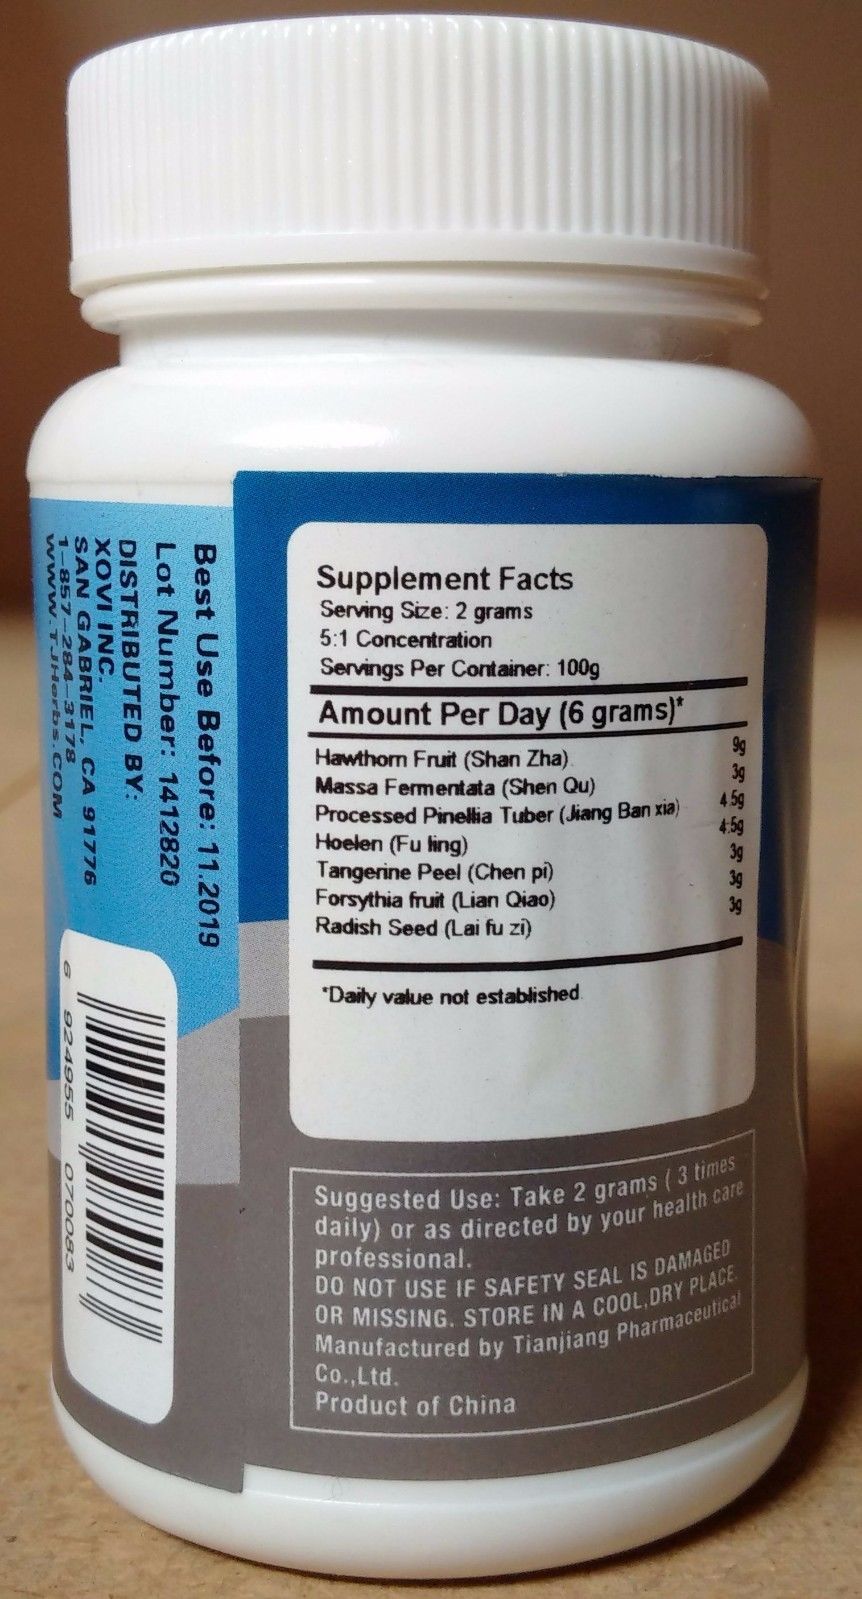 Best Use Before: 11.2019
Lot Number: 1412820
DISTRIBUTED BY:
XOVI INC.
SAN GABRIEL, CA 91776
1-857-284-3178
WWW.TJHerbs.COM
6 924955 070083
Supplement Facts
Serving Size: 2 grams
5:1 Concentration
Servings Per Container: 100g
Amount Per Day (6 grams)*
Hawthorn Fruit (Shan Zha) 9g
Massa Fermentata (Shen Qu) 3g
Processed Pinellia Tuber (Jiang Ban xia) 4.5g
Hoelen (Fu ling) 4.5g
Tangerine Peel (Chen pi) 3g
Forsythia fruit (Lian Qiao) 3g
Radish Seed (Lai fu zi) 3g
*Daily value not established
Suggested Use: Take 2 grams ( 3 times
daily) or as directed by your health care
professional.
DO NOT USE IF SAFETY SEAL IS DAMAGED
OR MISSING. STORE IN A COOL,DRY PLACE.
Manufactured by Tianjiang Pharmaceutical
Co.,Ltd.
Product of China